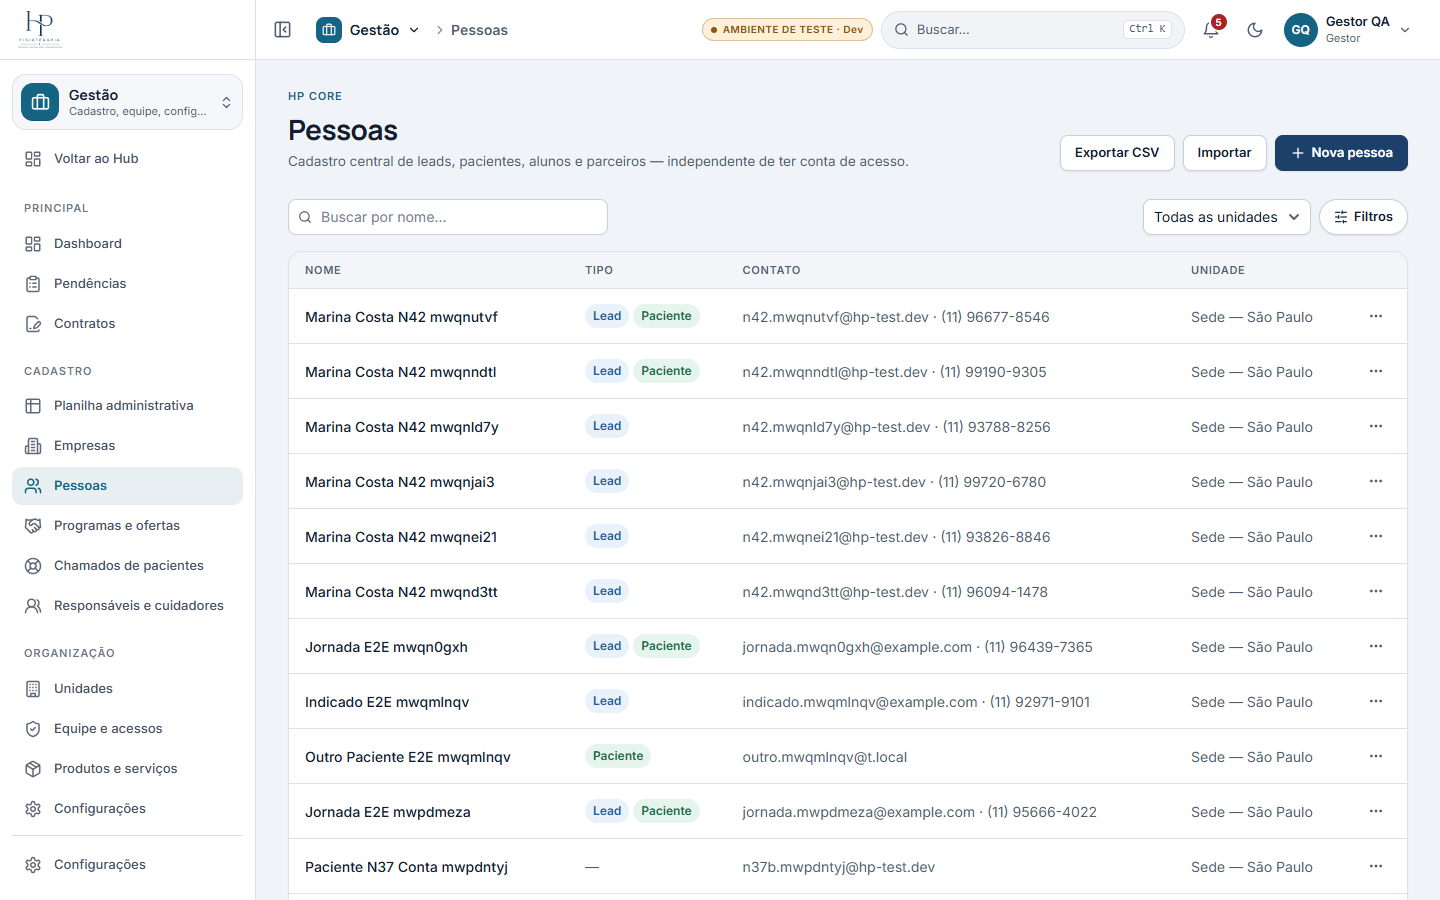 HP
FISIOTERAPIA
Gestão
Cadastro, equipe, config...
Voltar ao Hub
PRINCIPAL
Dashboard
Pendências
Contratos
CADASTRO
Planilha administrativa
Empresas
Pessoas
Programas e ofertas
Chamados de pacientes
Responsáveis e cuidadores
ORGANIZAÇÃO
Unidades
Equipe e acessos
Produtos e serviços
Configurações
Configurações
Gestão
Pessoas
AMBIENTE DE TESTE · Dev
Buscar...
Ctrl K
5
GQ
Gestor QA
Gestor
HP CORE
Pessoas
Cadastro central de leads, pacientes, alunos e parceiros — independente de ter conta de acesso.
Exportar CSV
Importar
Nova pessoa
Buscar por nome...
Todas as unidades
Filtros
NOME TIPO CONTATO UNIDADE
Marina Costa N42 mwqnutvf Lead Paciente n42.mwqnutvf@hp-test.dev · (11) 96677-8546 Sede — São Paulo
Marina Costa N42 mwqnndtl Lead Paciente n42.mwqnndtl@hp-test.dev · (11) 99190-9305 Sede — São Paulo
Marina Costa N42 mwqnld7y Lead n42.mwqnld7y@hp-test.dev · (11) 93788-8256 Sede — São Paulo
Marina Costa N42 mwqnjai3 Lead n42.mwqnjai3@hp-test.dev · (11) 99720-6780 Sede — São Paulo
Marina Costa N42 mwqnei21 Lead n42.mwqnei21@hp-test.dev · (11) 93826-8846 Sede — São Paulo
Marina Costa N42 mwqnd3tt Lead n42.mwqnd3tt@hp-test.dev · (11) 96094-1478 Sede — São Paulo
Jornada E2E mwqn0gxh Lead Paciente jornada.mwqn0gxh@example.com · (11) 96439-7365 Sede — São Paulo
Indicado E2E mwqmlnqv Lead indicado.mwqmlnqv@example.com · (11) 92971-9101 Sede — São Paulo
Outro Paciente E2E mwqmlnqv Paciente outro.mwqmlnqv@t.local Sede — São Paulo
Jornada E2E mwpdmeza Lead Paciente jornada.mwpdmeza@example.com · (11) 95666-4022 Sede — São Paulo
Paciente N37 Conta mwpdntyj — n37b.mwpdntyj@hp-test.dev Sede — São Paulo